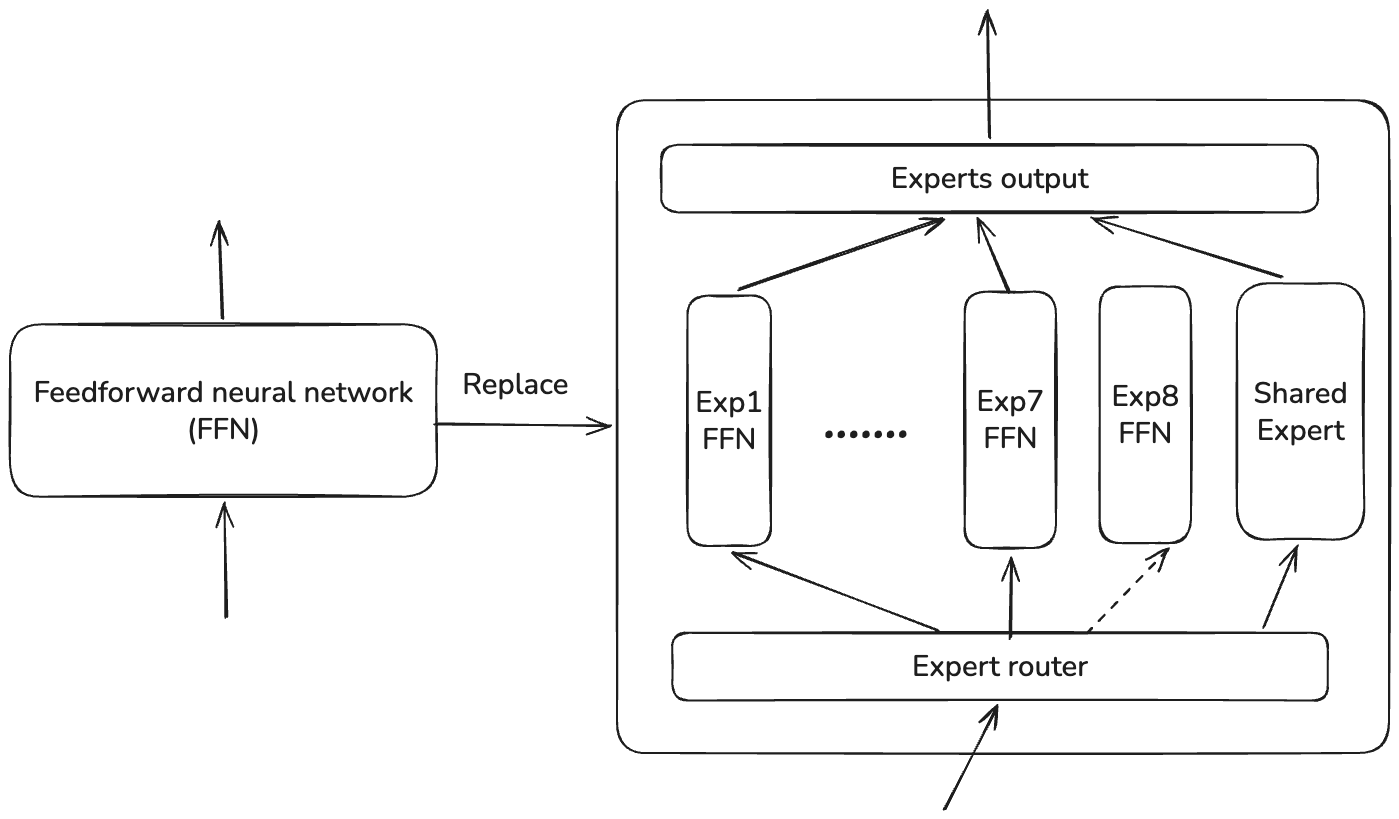 Feedforward neural network
(FFN)
Replace
Experts output
Exp1
FFN
.......
Exp7
FFN
Exp8
FFN
Shared
Expert
Expert router